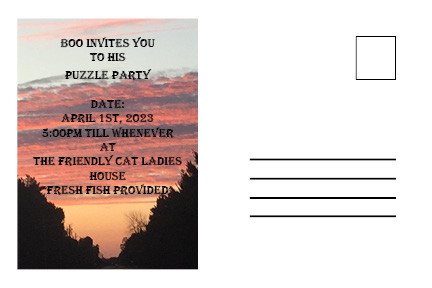 BOO INVITES YOU
TO HIS
PUZZLE PARTY
DATE:
APRIL 1ST, 2023
5:00PM TILL WHENEVER
AT
THE FRIENDLY CAT LADIES
HOUSE
*FRESH FISH PROVIDED*